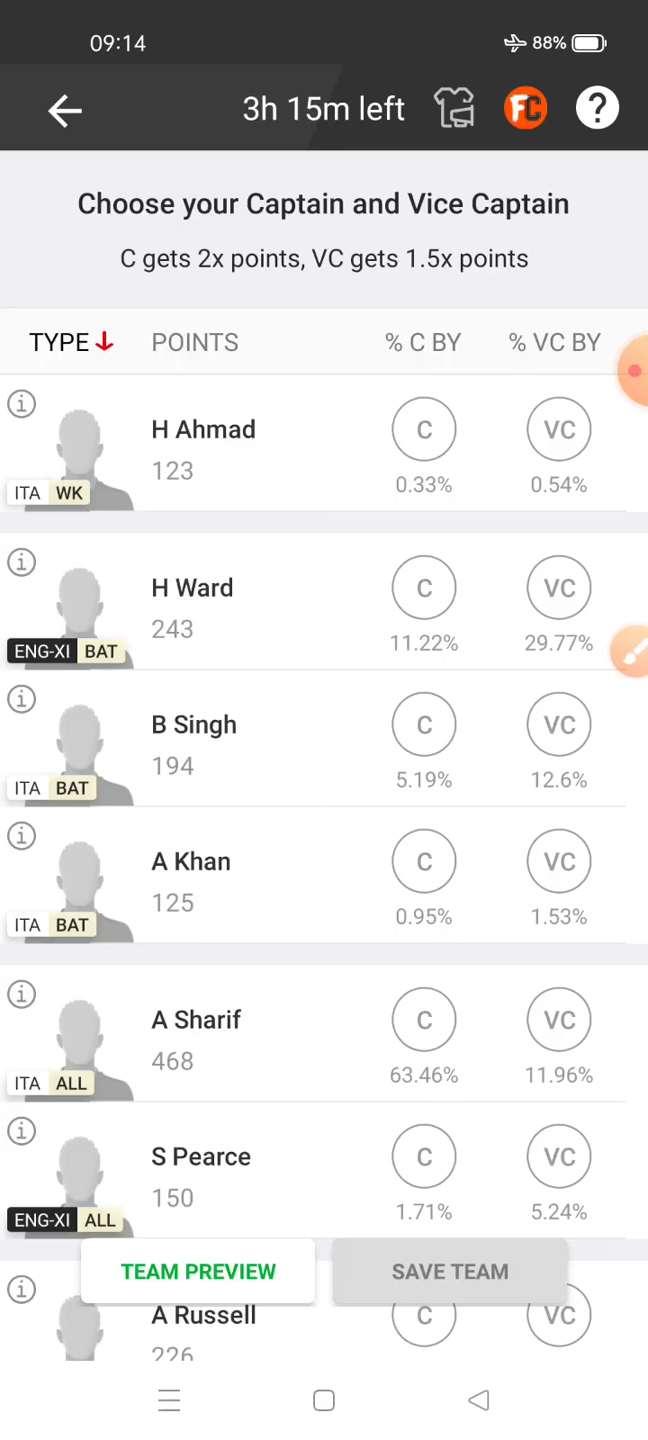 09:14
88%
3h 15m left
FC
?
Choose your Captain and Vice Captain
C gets 2x points, VC gets 1.5x points
TYPE POINTS % C BY % VC BY
i
H Ahmad
C
VC
123
ITA WK
0.33%
0.54%
i
H Ward
C
VC
243
ENG-XI BAT
11.22%
29.77%
i
B Singh
C
VC
194
ITA BAT
5.19%
12.6%
i
A Khan
C
VC
125
ITA BAT
0.95%
1.53%
i
A Sharif
C
VC
468
ITA ALL
63.46%
11.96%
i
S Pearce
C
VC
150
ENG-XI ALL
1.71%
5.24%
TEAM PREVIEW
SAVE TEAM
i
A Russell
C
VC
226